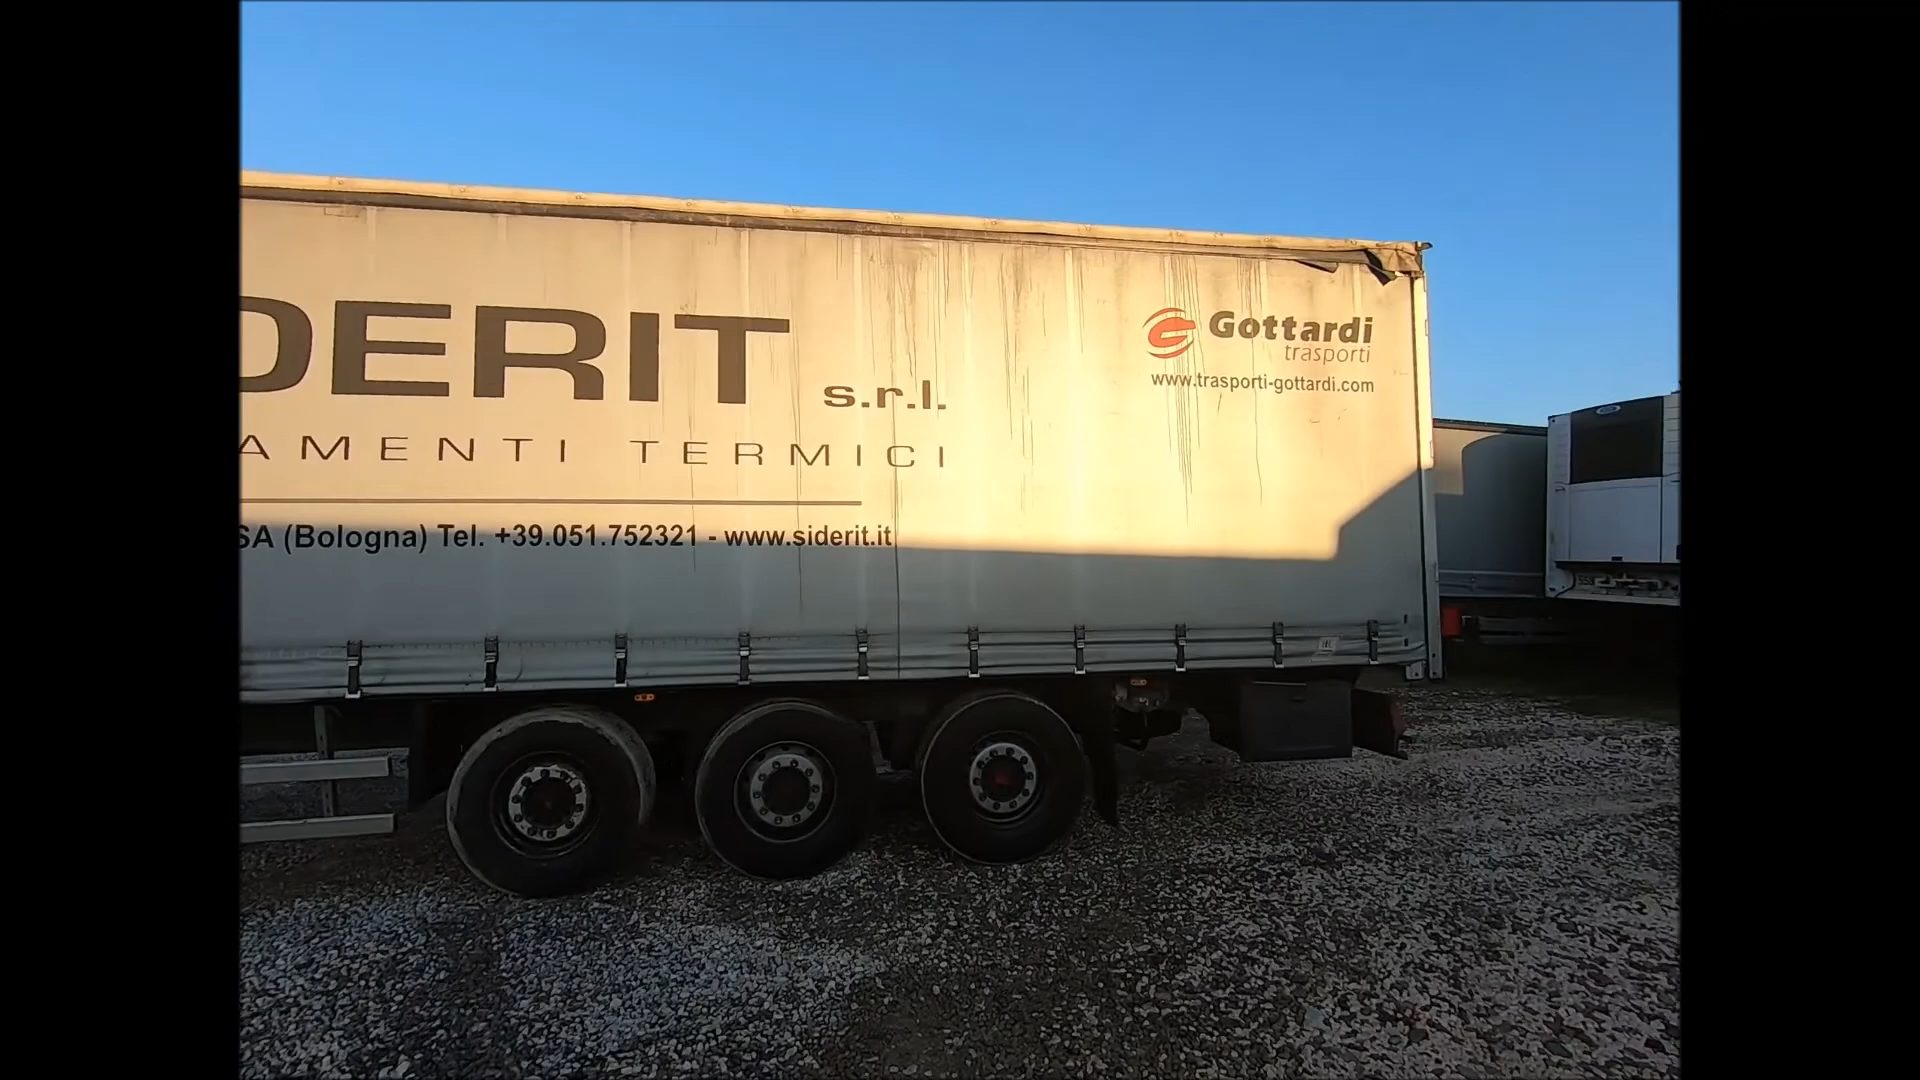 DERIT s.r.l.
AMENTI TERMICI
SA (Bologna) Tel. +39.051.752321 - www.siderit.it
Gottardi
trasporti
www.trasporti-gottardi.com